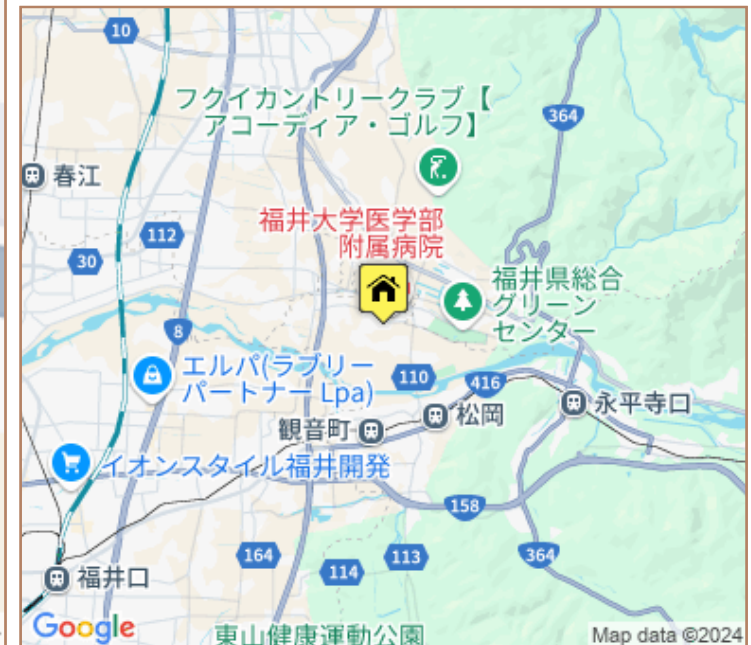 10
フクイカントリークラブ【
アコーディア・ゴルフ】
364
春江
福井大学医学部
附属病院
112
30
福井県総合
グリーン
センター
8
エルパ(ラブリー
パートナー Lpa)
110
416
松岡
永平寺口
観音町
イオンスタイル福井開発
158
164
113
364
114
福井口
Google
東山健康運動公園
Map data ©2024